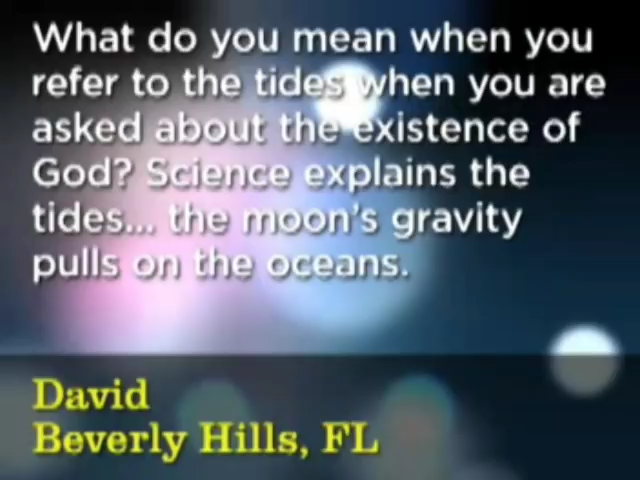 What do you mean when you
refer to the tides when you are
asked about the existence of
God? Science explains the
tides... the moon's gravity
pulls on the oceans.
David
Beverly Hills, FL